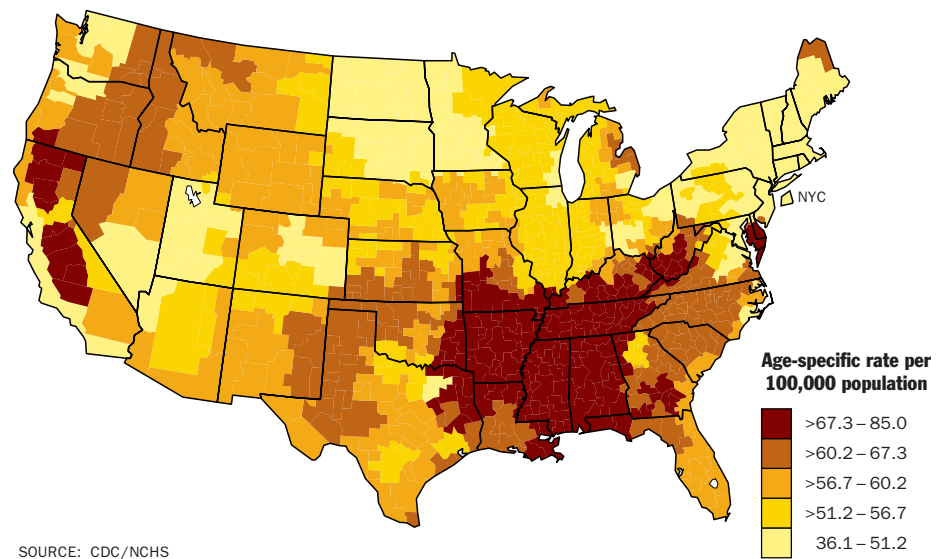 NYC
Age-specific rate per
100,000 population
>67.3 – 85.0
>60.2 – 67.3
>56.7 – 60.2
>51.2 – 56.7
36.1 – 51.2
SOURCE: CDC/NCHS